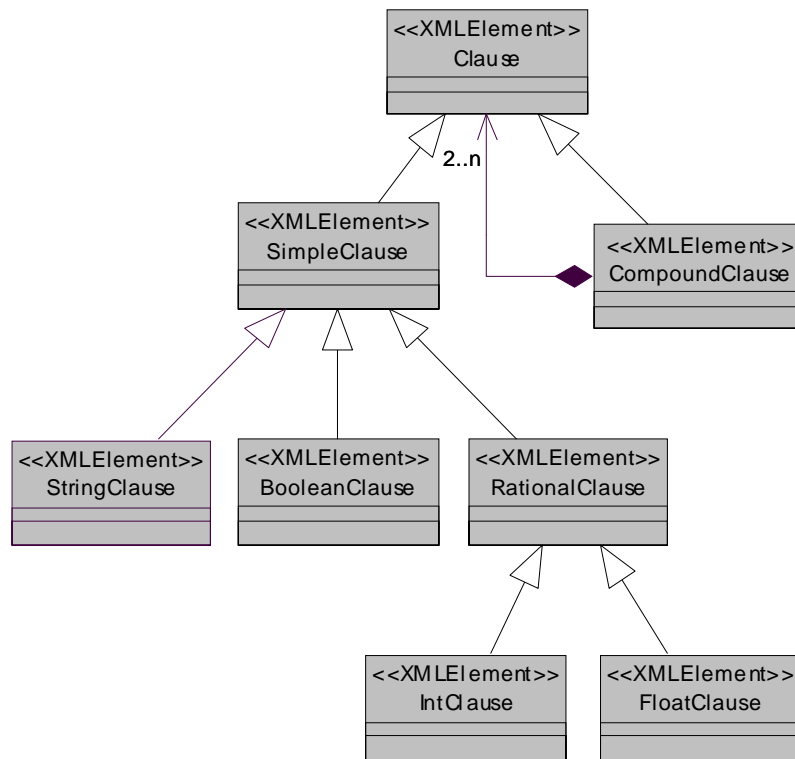 <<XMLElement>>
Clause
2..n
<<XMLElement>>
SimpleClause
<<XMLElement>>
CompoundClause
<<XMLElement>>
StringClause
<<XMLElement>>
BooleanClause
<<XMLElement>>
RationalClause
<<XMLElement>>
IntClause
<<XMLElement>>
FloatClause